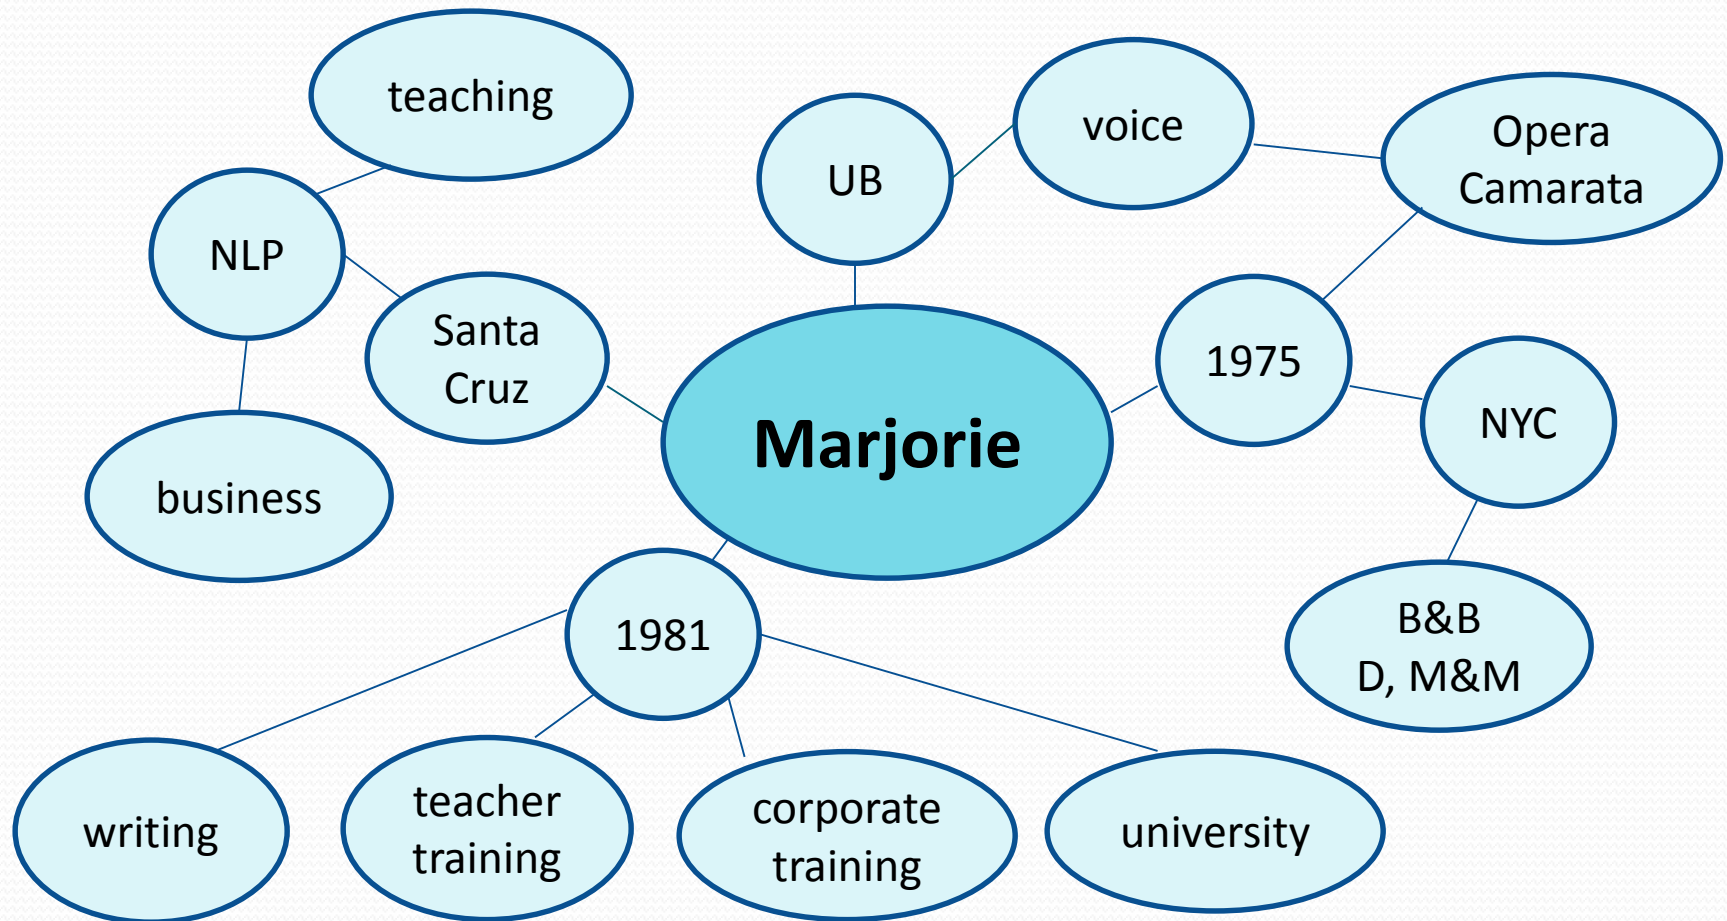 teaching
UB
voice
Opera
Camarata
NLP
Santa
Cruz
1975
NYC
Marjorie
business
1981
B&B
D, M&M
writing
teacher
training
corporate
training
university